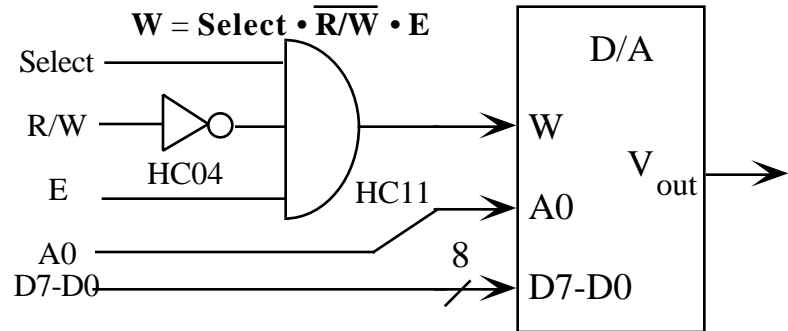 W = Select • R/W • E
Select
D/A
R/W
W
HC04
V out
E
HC11
A0
A0
8
D7-D0
D7-D0